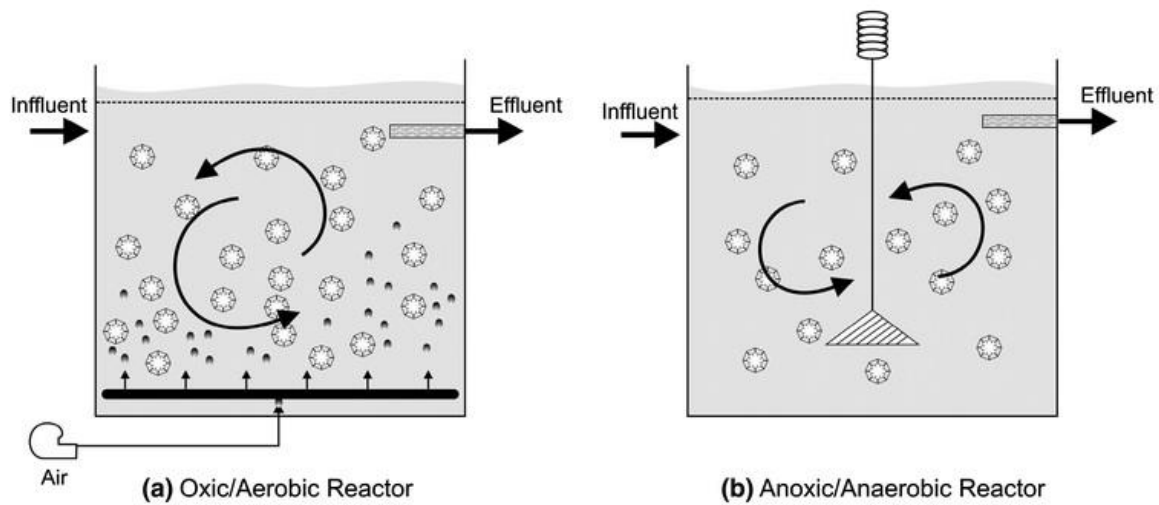 Inffluent
Effluent
Air
(a) Oxic/Aerobic Reactor
Inffluent
Effluent
(b) Anoxic/Anaerobic Reactor